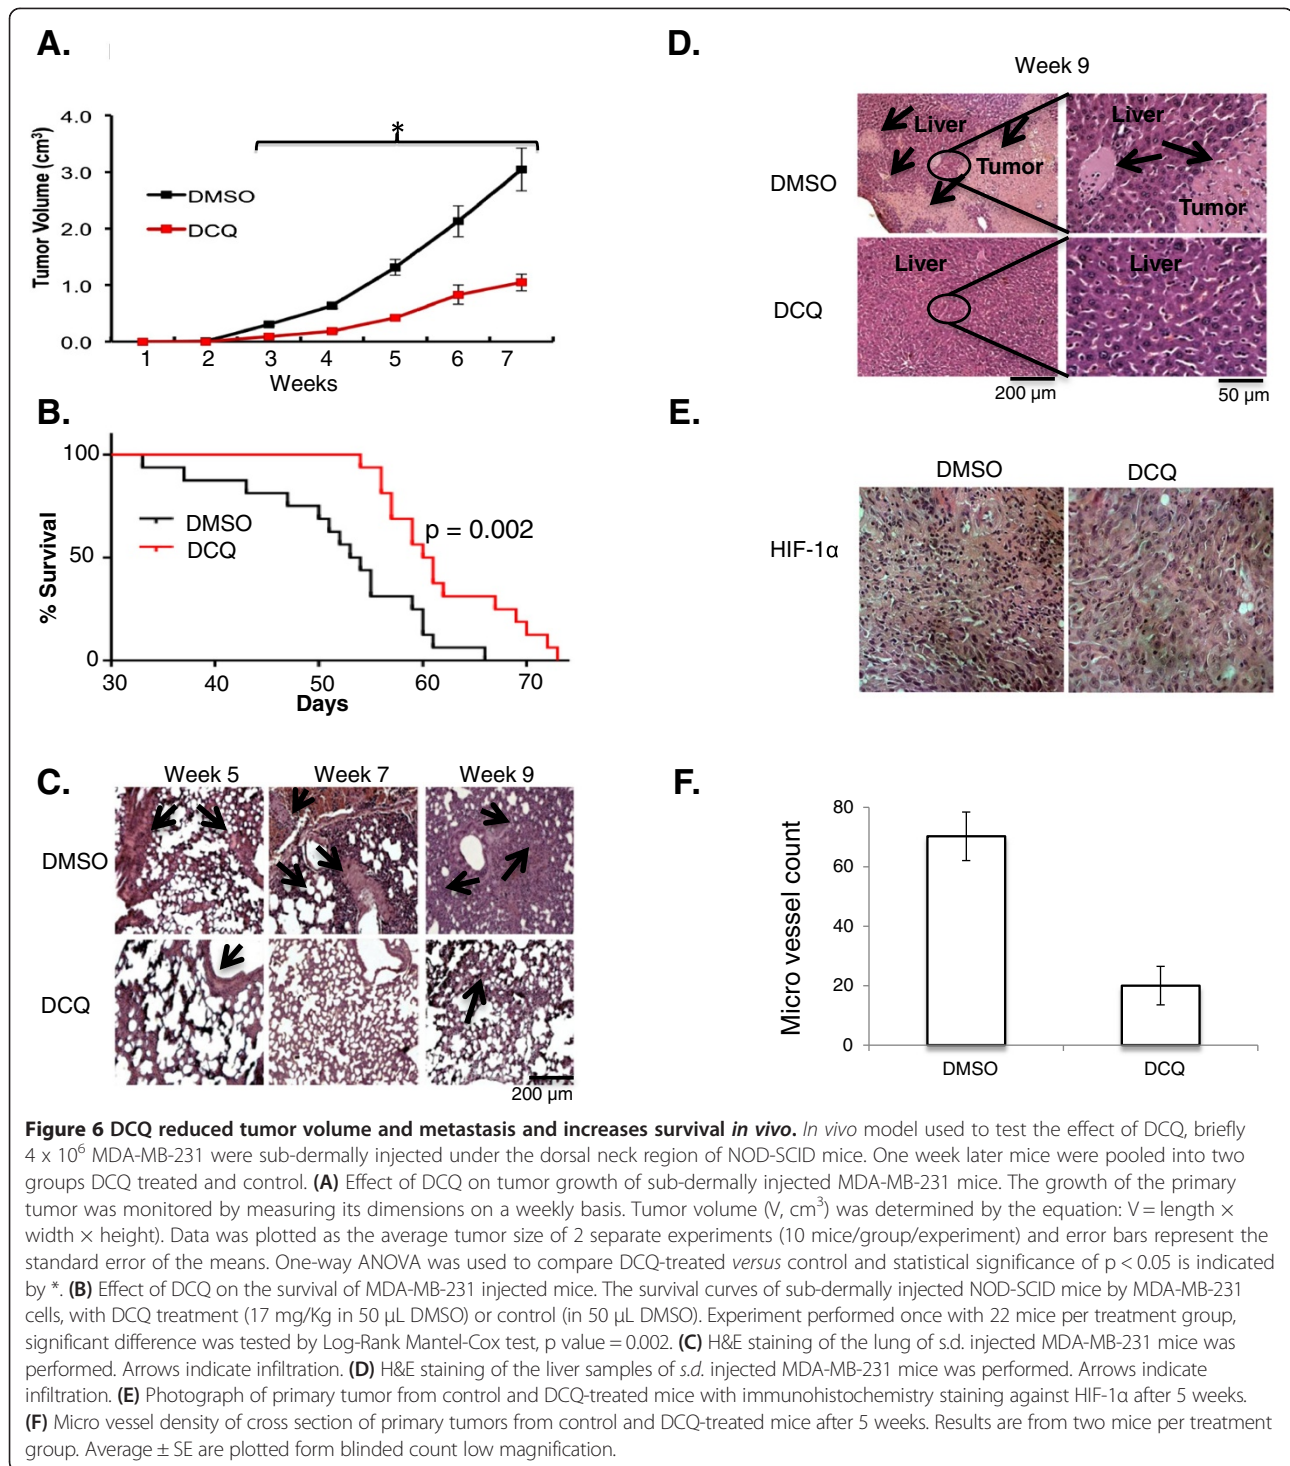 A.
Tumor Volume (cm³)
4.0
3.0
2.0
1.0
0.0
*
DMSO
DCQ
1 2 3 4 5 6 7
Weeks
B.
% Survival
100
50
0
DMSO
DCQ
p = 0.002
30 40 50 60 70
Days
C.
Week 5 Week 7 Week 9
DMSO
DCQ
200 µm
D.
Week 9
DMSO
Liver
Tumor
Liver
Tumor
DCQ
Liver
Liver
200 µm
50 µm
E.
DMSO DCQ
HIF-1α
F.
Micro vessel count
80
60
40
20
0
DMSO DCQ
Figure 6 DCQ reduced tumor volume and metastasis and increases survival in vivo. In vivo model used to test the effect of DCQ, briefly
4 x 10⁶ MDA-MB-231 were sub-dermally injected under the dorsal neck region of NOD-SCID mice. One week later mice were pooled into two
groups DCQ treated and control. (A) Effect of DCQ on tumor growth of sub-dermally injected MDA-MB-231 mice. The growth of the primary
tumor was monitored by measuring its dimensions on a weekly basis. Tumor volume (V, cm³) was determined by the equation: V = length ×
width × height). Data was plotted as the average tumor size of 2 separate experiments (10 mice/group/experiment) and error bars represent the
standard error of the means. One-way ANOVA was used to compare DCQ-treated versus control and statistical significance of p < 0.05 is indicated
by *. (B) Effect of DCQ on the survival of MDA-MB-231 injected mice. The survival curves of sub-dermally injected NOD-SCID mice by MDA-MB-231
cells, with DCQ treatment (17 mg/Kg in 50 µL DMSO) or control (in 50 µL DMSO). Experiment performed once with 22 mice per treatment group,
significant difference was tested by Log-Rank Mantel-Cox test, p value = 0.002. (C) H&E staining of the lung of s.d. injected MDA-MB-231 mice was
performed. Arrows indicate infiltration. (D) H&E staining of the liver samples of s.d. injected MDA-MB-231 mice was performed. Arrows indicate
infiltration. (E) Photograph of primary tumor from control and DCQ-treated mice with immunohistochemistry staining against HIF-1α after 5 weeks.
(F) Micro vessel density of cross section of primary tumors from control and DCQ-treated mice after 5 weeks. Results are from two mice per treatment
group. Average ± SE are plotted form blinded count low magnification.